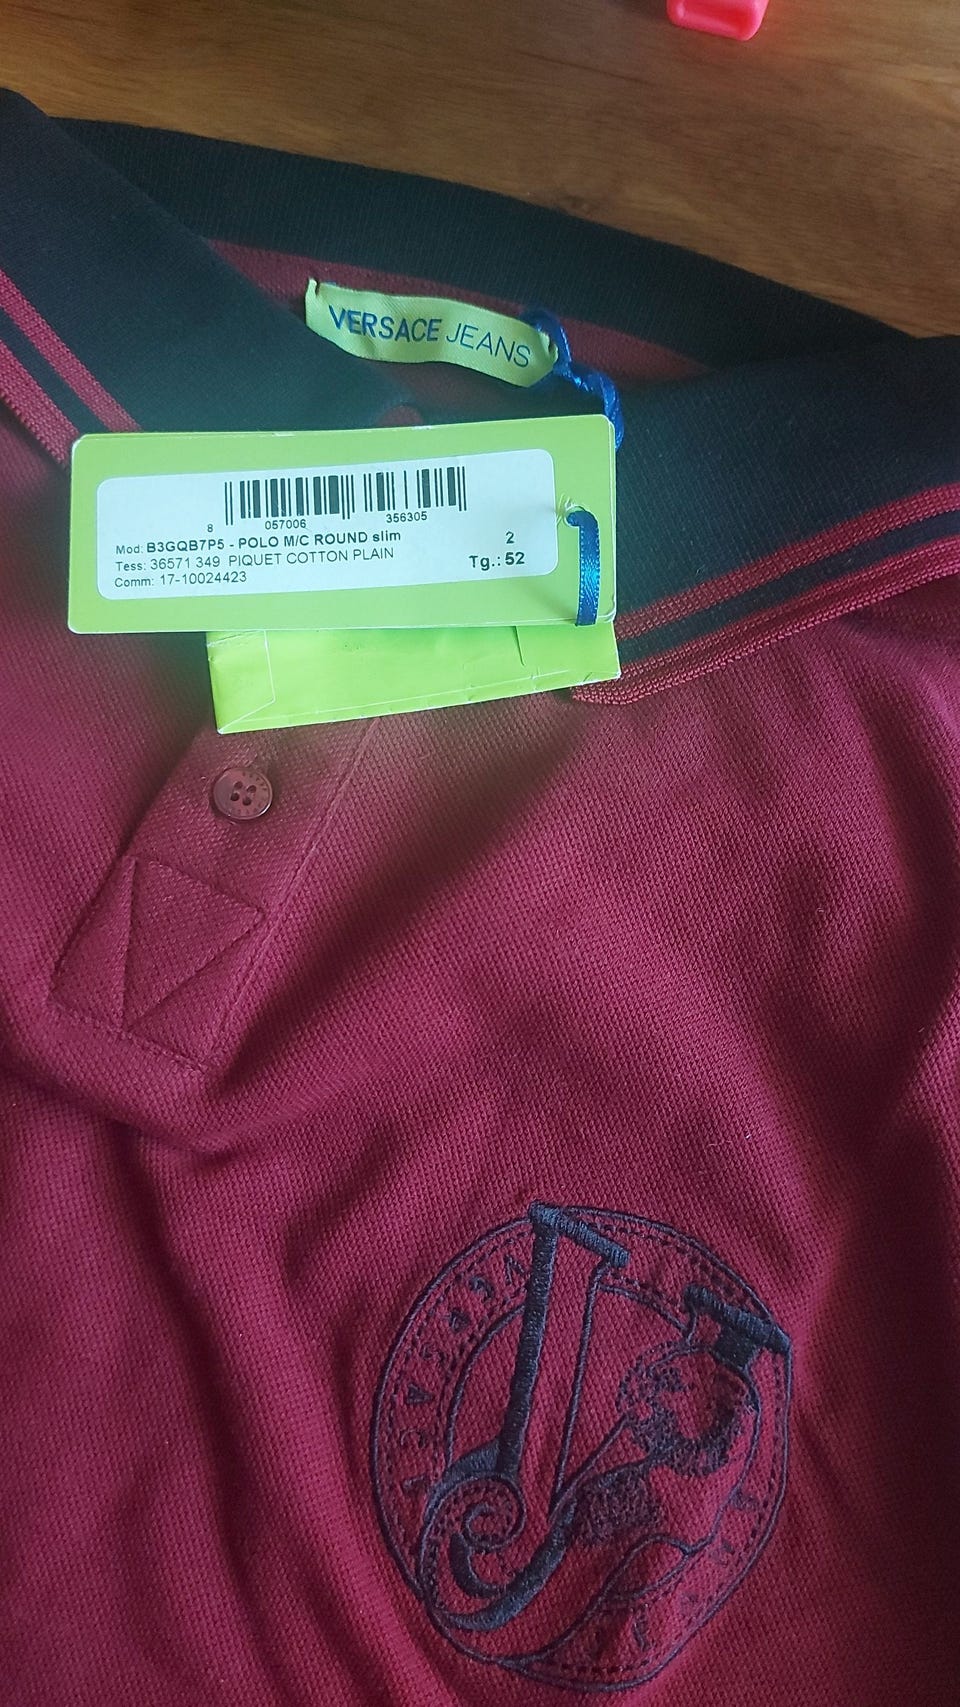 VERSACE JEANS
8 057006 356305
Mod: B3GQB7P5 - POLO M/C ROUND slim
2
Tess: 36571 349 PIQUET COTTON PLAIN
Tg.: 52
Comm: 17-10024423
VERSACE